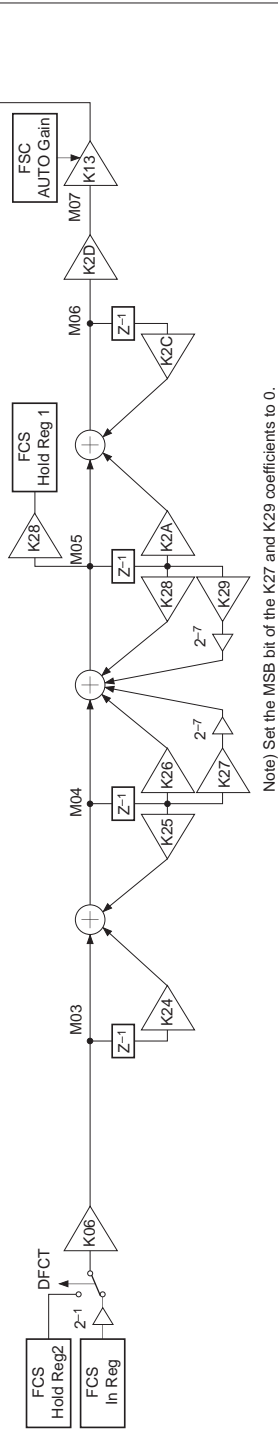 FCS
Hold Reg2
FCS
In Reg
2⁻¹
DFCT
K06
M03
Z⁻¹
K24
K25
M04
Z⁻¹
K26
K27
2⁻⁷
2⁻⁷
K28
K29
M05
Z⁻¹
K2A
K28
FCS
Hold Reg 1
K2C
M06
Z⁻¹
K2D
M07
K13
FSC
AUTO Gain
Note) Set the MSB bit of the K27 and K29 coefficients to 0.